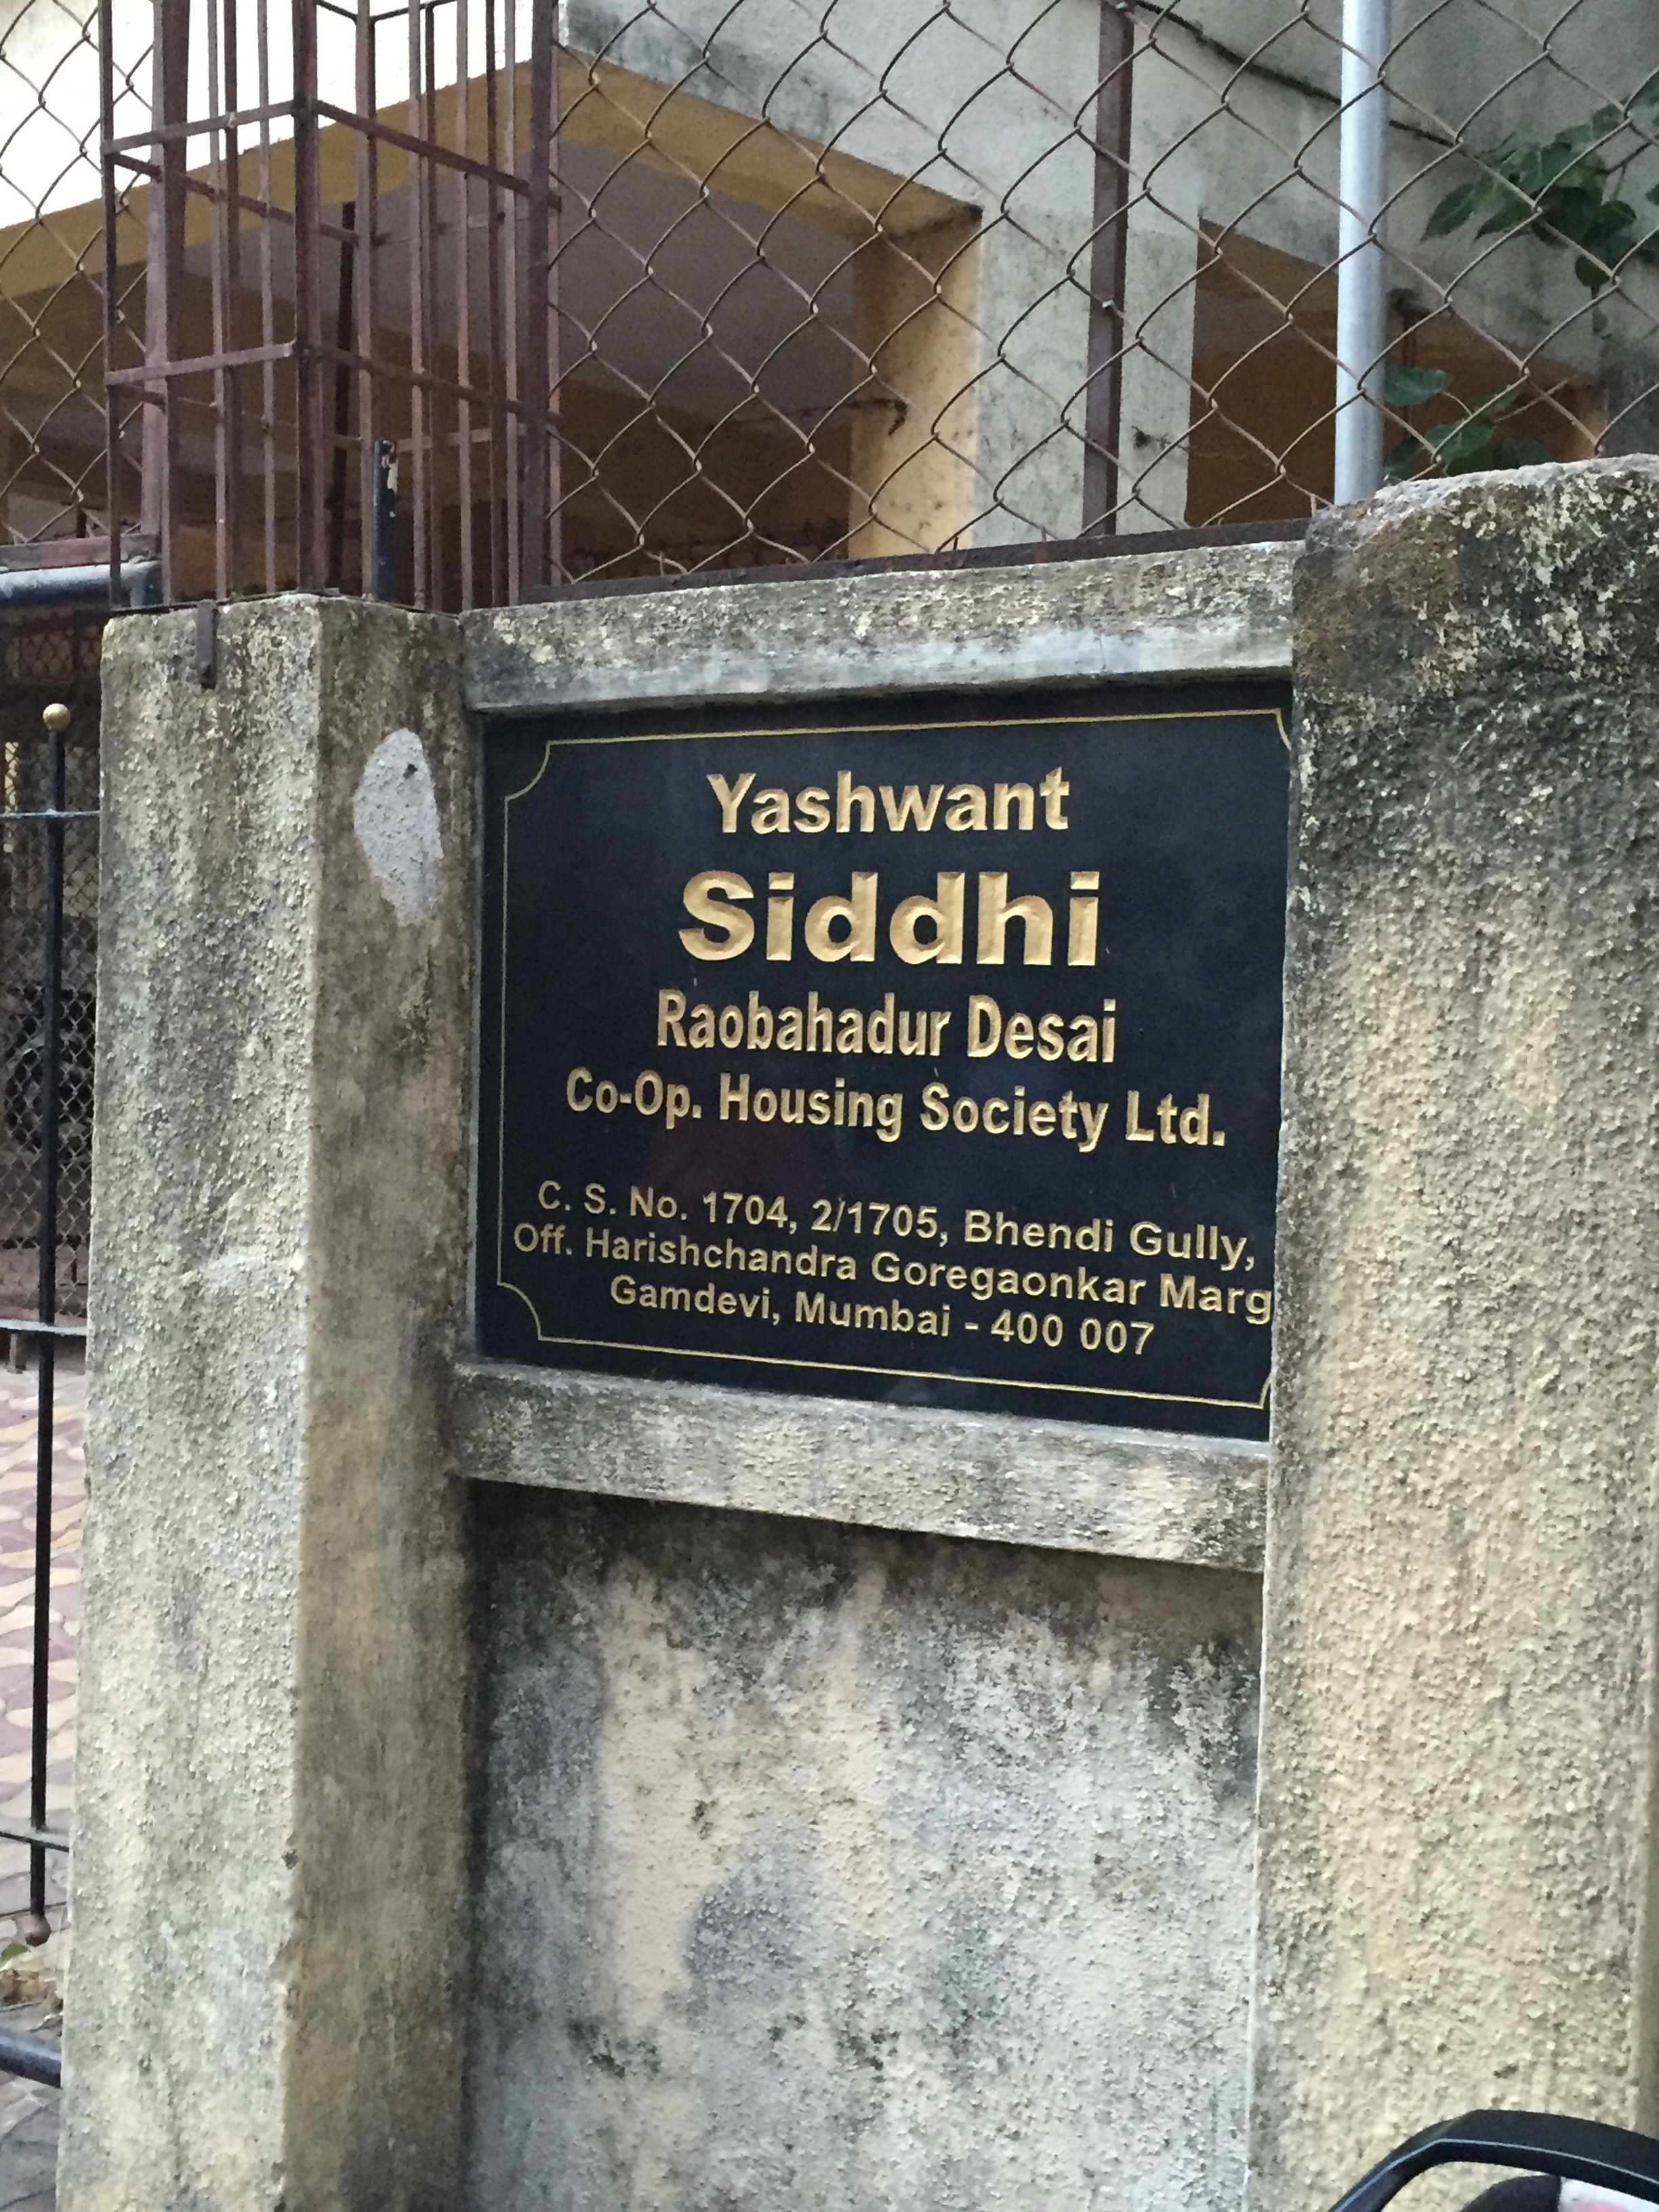 Yashwant
Siddhi
Raobahadur Desai
Co-Op. Housing Society Ltd.
C. S. No. 1704, 2/1705, Bhendi Gully,
Off. Harishchandra Goregaonkar Marg
Gamdevi, Mumbai - 400 007